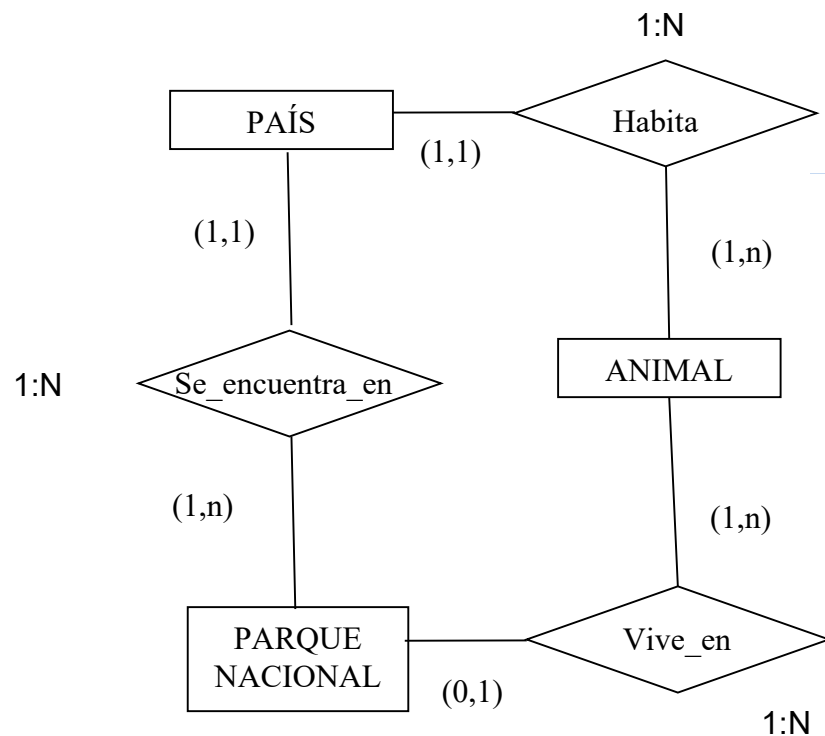 1:N
PAÍS
Habita
(1,1)
(1,1)
(1,n)
ANIMAL
1:N
Se_encuentra_en
(1,n)
(1,n)
PARQUE
NACIONAL
Vive_en
(0,1)
1:N